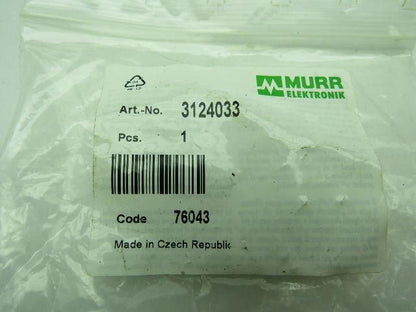 MURR
ELEKTRONIK
Art.-No. 3124033
Pcs. 1
Code 76043
Made in Czech Republic